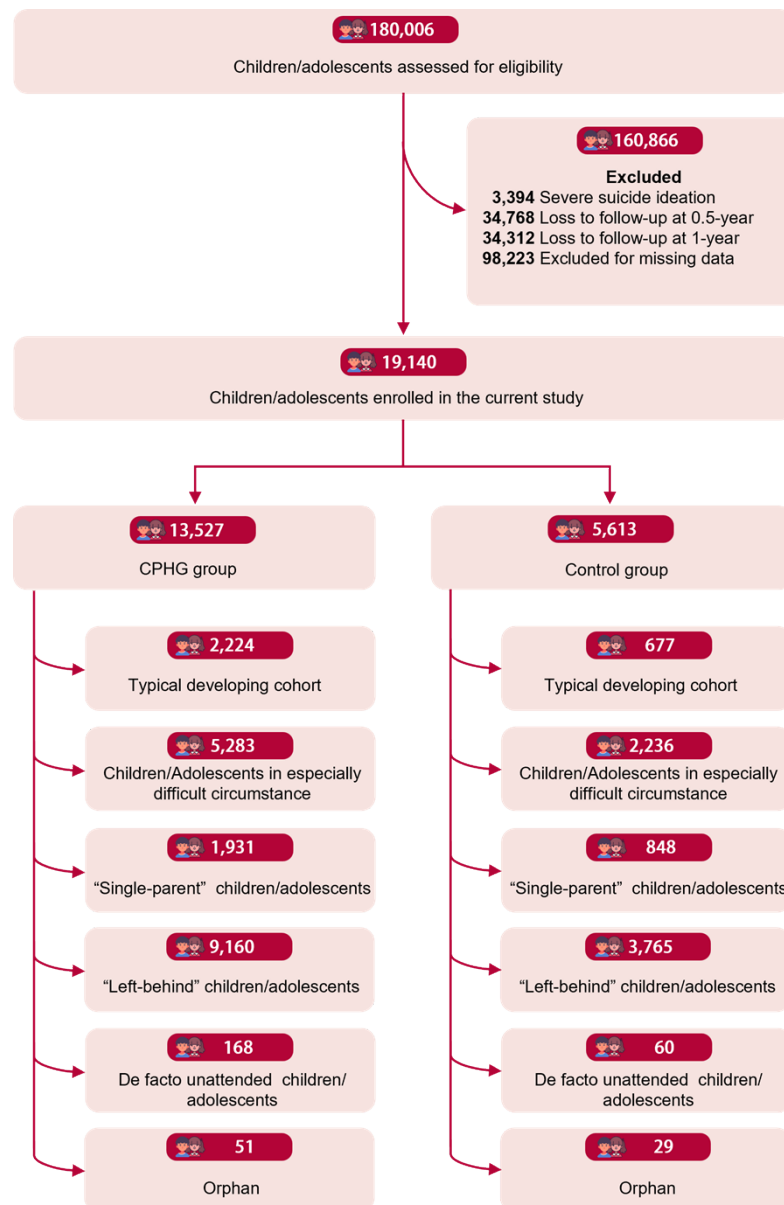 180,006
Children/adolescents assessed for eligibility
160,866
Excluded
3,394 Severe suicide ideation
34,768 Loss to follow-up at 0.5-year
34,312 Loss to follow-up at 1-year
98,223 Excluded for missing data
19,140
Children/adolescents enrolled in the current study
13,527
CPHG group
2,224
Typical developing cohort
5,283
Children/Adolescents in especially
difficult circumstance
1,931
“Single-parent” children/adolescents
9,160
“Left-behind” children/adolescents
168
De facto unattended children/
adolescents
51
Orphan
5,613
Control group
677
Typical developing cohort
2,236
Children/Adolescents in especially
difficult circumstance
848
“Single-parent” children/adolescents
3,765
“Left-behind” children/adolescents
60
De facto unattended children/
adolescents
29
Orphan